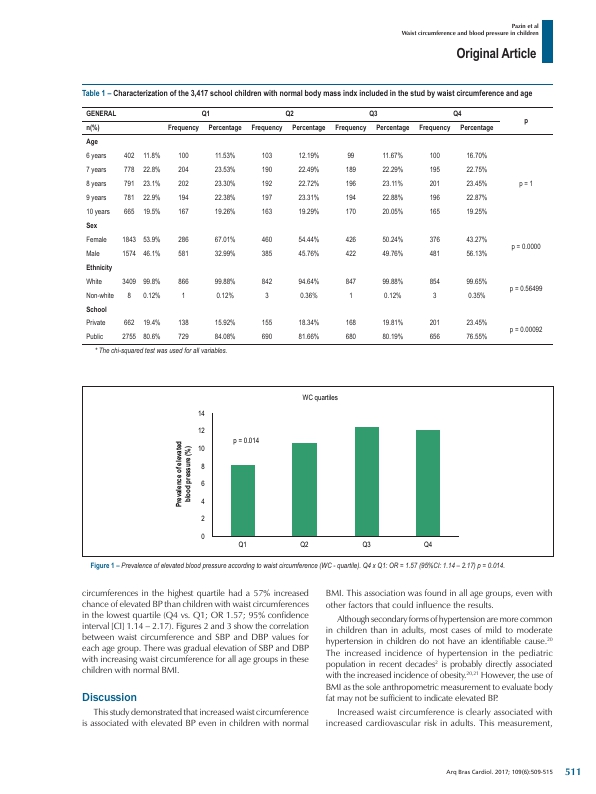 Pazin et al
Waist circumference and blood pressure in children
Original Article
Table 1 – Characterization of the 3,417 school children with normal body mass indx included in the stud by waist circumference and age
GENERAL Q1 Q2 Q3 Q4 p
n(%) Frequency Percentage Frequency Percentage Frequency Percentage Frequency Percentage
Age
6 years 402 11.8% 100 11.53% 103 12.19% 99 11.67% 100 16.70%
7 years 778 22.8% 204 23.53% 190 22.49% 189 22.29% 195 22.75%
8 years 791 23.1% 202 23.30% 192 22.72% 196 23.11% 201 23.45% p = 1
9 years 781 22.9% 194 22.38% 197 23.31% 194 22.88% 196 22.87%
10 years 665 19.5% 167 19.26% 163 19.29% 170 20.05% 165 19.25%
Sex
Female 1843 53.9% 286 67.01% 460 54.44% 426 50.24% 376 43.27%
p = 0.0000
Male 1574 46.1% 581 32.99% 385 45.76% 422 49.76% 481 56.13%
Ethnicity
White 3409 99.8% 866 99.88% 842 94.64% 847 99.88% 854 99.65%
p = 0.56499
Non-white 8 0.12% 1 0.12% 3 0.36% 1 0.12% 3 0.35%
School
Private 662 19.4% 138 15.92% 155 18.34% 168 19.81% 201 23.45%
p = 0.00092
Public 2755 80.6% 729 84.08% 690 81.66% 680 80.19% 656 76.55%
* The chi-squared test was used for all variables.
WC quartiles
Prevalence of elevated
blood pressure (%)
14
12
10
8
6
4
2
0
p = 0.014
Q1 Q2 Q3 Q4
Figure 1 – Prevalence of elevated blood pressure according to waist circumference (WC - quartile). Q4 x Q1: OR = 1.57 (95%CI: 1.14 – 2.17) p = 0.014.
circumferences in the highest quartile had a 57% increased
chance of elevated BP than children with waist circumferences
in the lowest quartile (Q4 vs. Q1; OR 1.57; 95% confidence
interval [CI] 1.14 – 2.17). Figures 2 and 3 show the correlation
between waist circumference and SBP and DBP values for
each age group. There was gradual elevation of SBP and DBP
with increasing waist circumference for all age groups in these
children with normal BMI.
Discussion
This study demonstrated that increased waist circumference
is associated with elevated BP even in children with normal
BMI. This association was found in all age groups, even with
other factors that could influence the results.
Although secondary forms of hypertension are more common
in children than in adults, most cases of mild to moderate
hypertension in children do not have an identifiable cause.20
The increased incidence of hypertension in the pediatric
population in recent decades2 is probably directly associated
with the increased incidence of obesity.20,21 However, the use of
BMI as the sole anthropometric measurement to evaluate body
fat may not be sufficient to indicate elevated BP.
Increased waist circumference is clearly associated with
increased cardiovascular risk in adults. This measurement,
Arq Bras Cardiol. 2017; 109(6):509-515 511